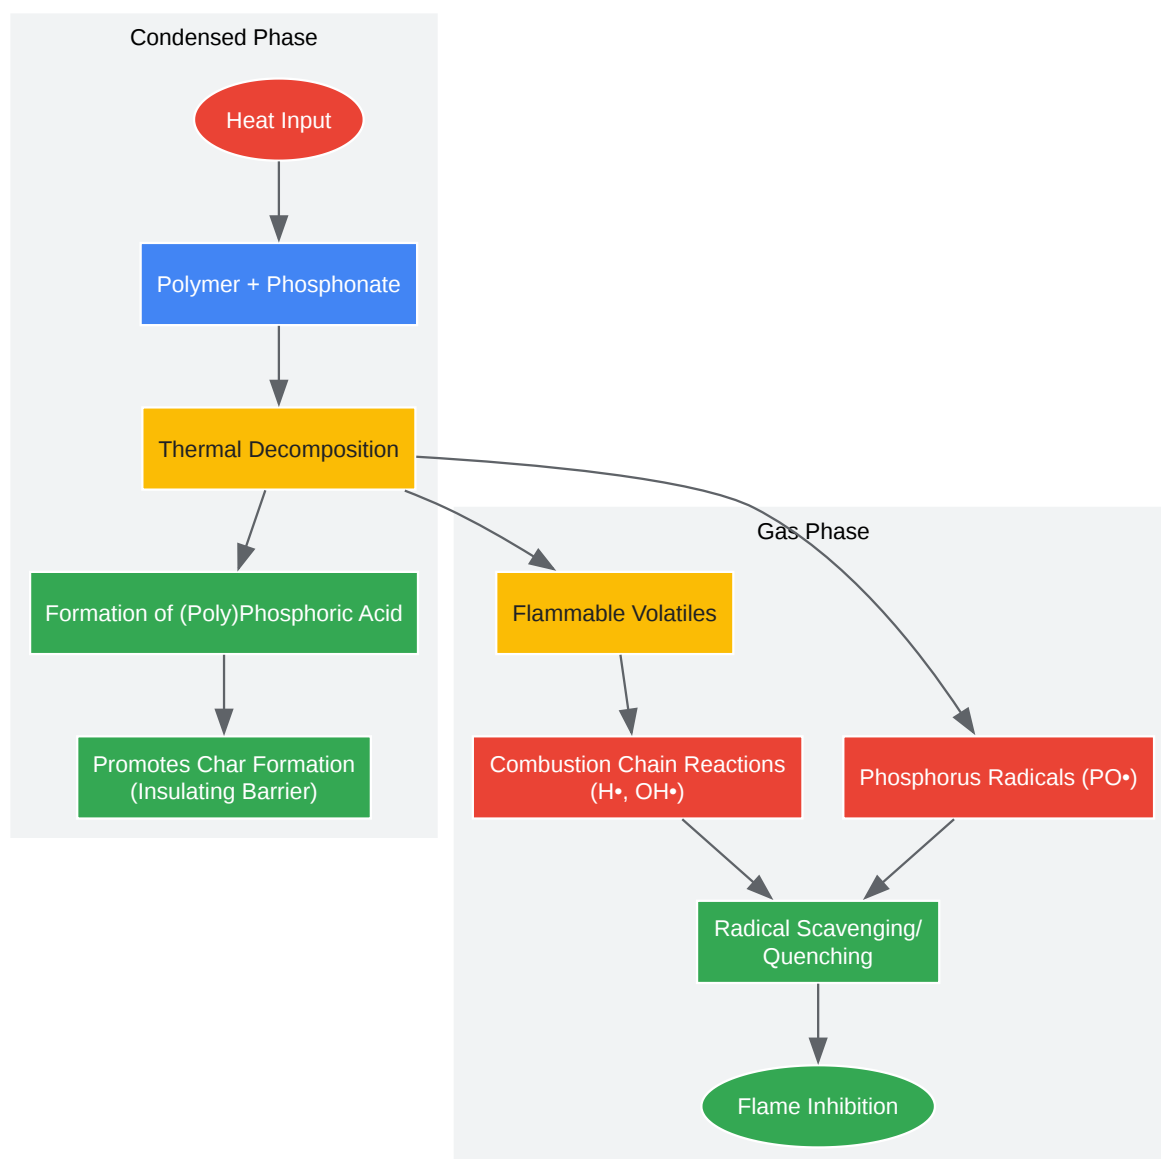 Condensed Phase
Heat Input
Polymer + Phosphonate
Thermal Decomposition
Gas Phase
Formation of (Poly)Phosphoric Acid
Flammable Volatiles
Promotes Char Formation
(Insulating Barrier)
Combustion Chain Reactions
(H•, OH•)
Phosphorus Radicals (PO•)
Radical Scavenging/
Quenching
Flame Inhibition